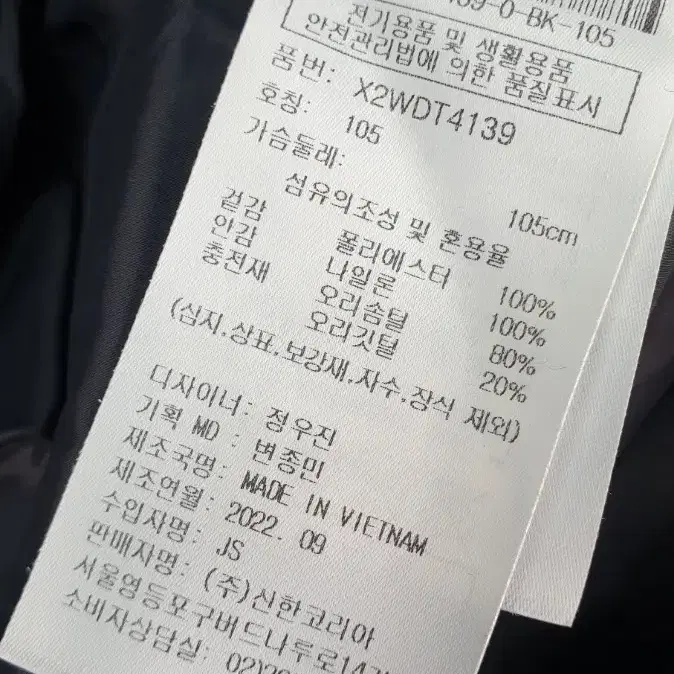 39-0-BK-105
전기용품 및 생활용품
안전관리법에 의한 품질표시
품번: X2WDT4139
호칭: 105
가슴둘레: 105cm
섬유의조성 및 혼용율
겉감 폴리에스터 100%
안감 나일론 100%
충전재 오리솜털 80%
오리깃털 20%
(심지,상표,보강재,자수,장식 제외)
디자이너: 정우진
기획 MD : 변종민
제조국명: MADE IN VIETNAM
제조연월: 2022. 09
수입자명: JS
판매자명: (주)신한코리아
서울영등포구버드나루로14
소비자상담실: 02)2